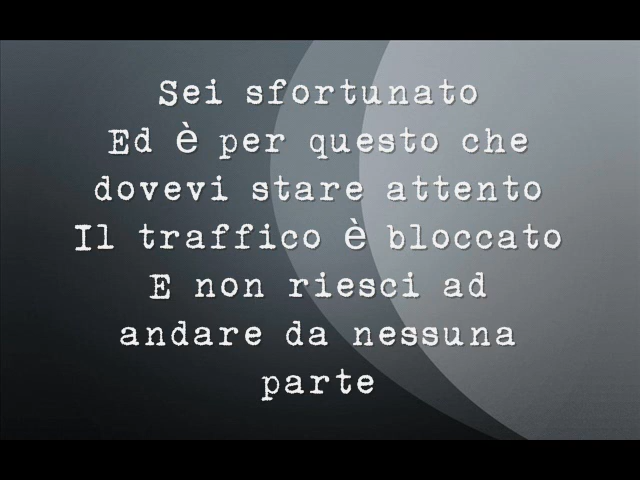 Sei sfortunato
Ed è per questo che
dovevi stare attento
Il traffico è bloccato
E non riesci ad
andare da nessuna
parte